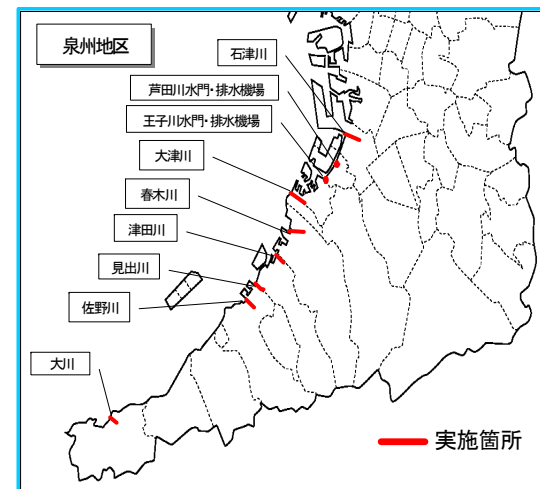 泉州地区
石津川
芦田川水門・排水機場
王子川水門・排水機場
大津川
春木川
津田川
見出川
佐野川
大川
実施箇所